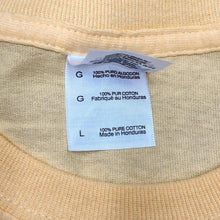 G 100% PURO ALGODON
Hecho en Honduras
G 100% PUR COTON
Fabriqué au Honduras
L 100% PURE COTTON
Made in Honduras